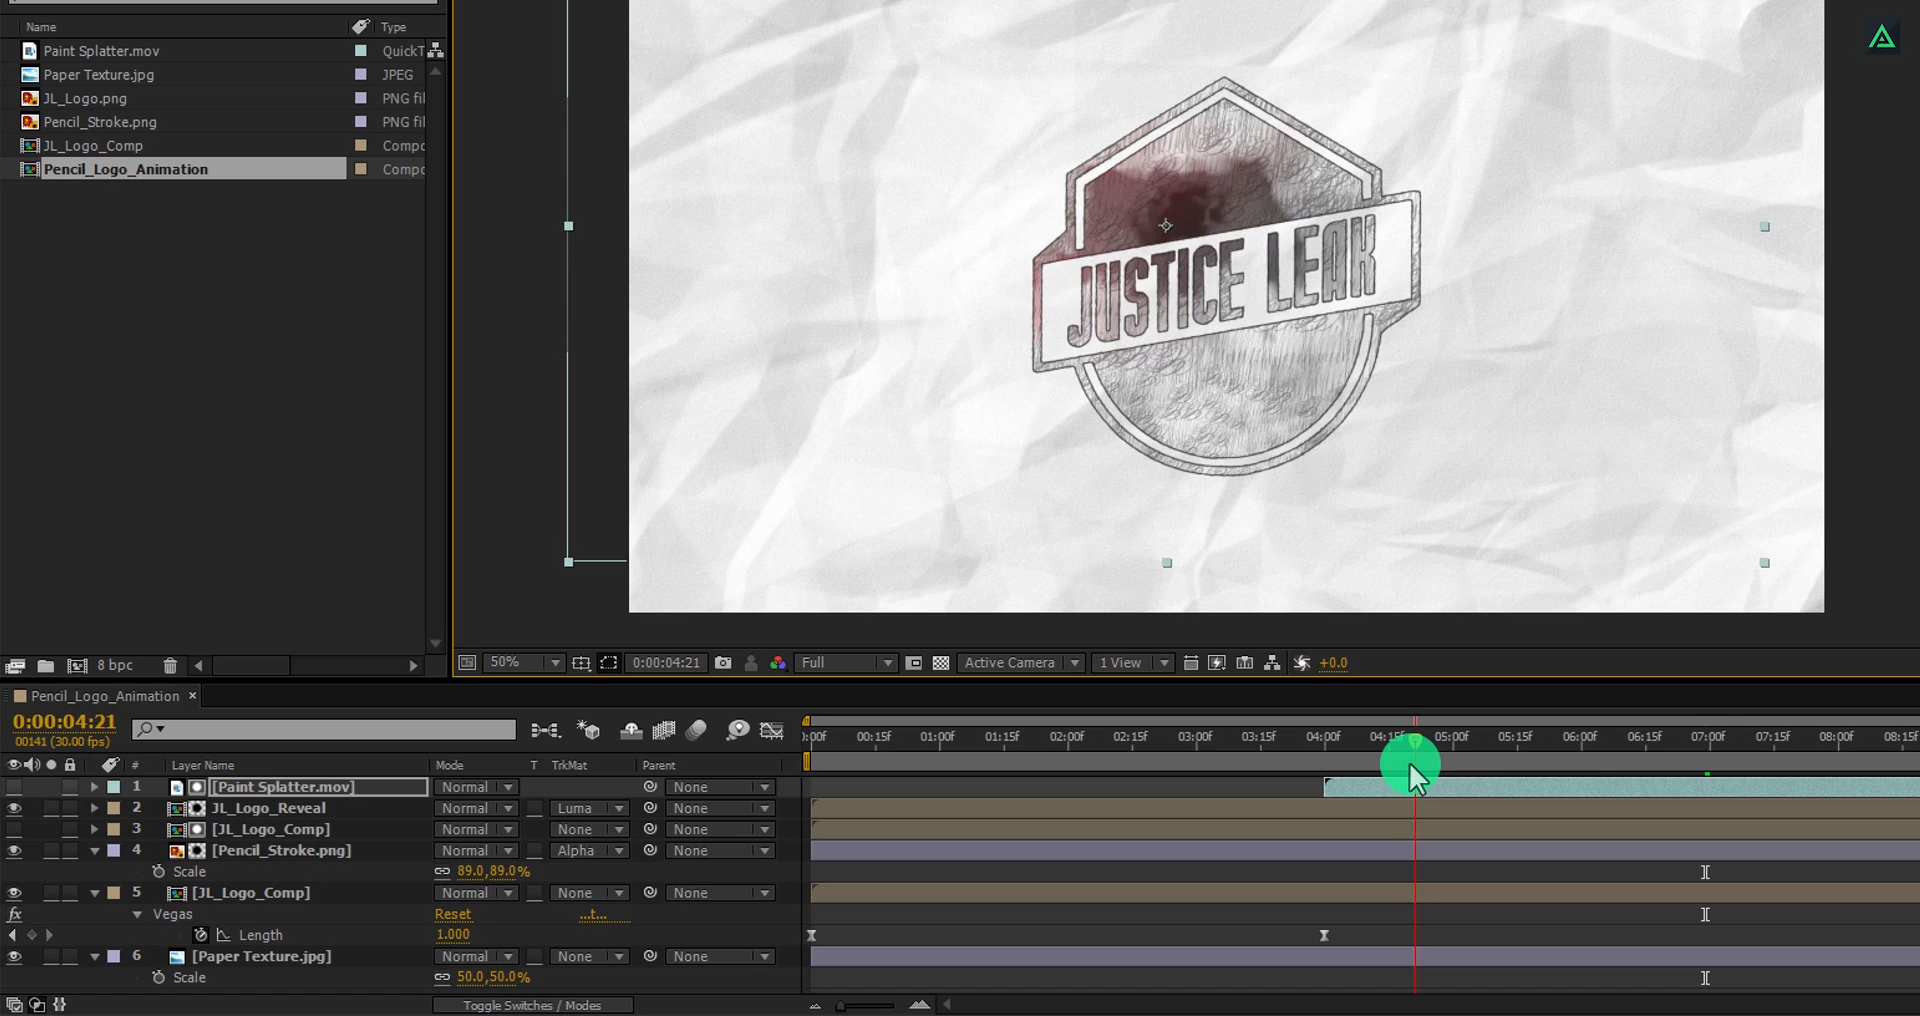 Name Type
Paint Splatter.mov QuickT
Paper Texture.jpg JPEG
JL_Logo.png PNG fil
Pencil_Stroke.png PNG fil
JL_Logo_Comp Compo
Pencil_Logo_Animation Compo
JUSTICE LEAK
8 bpc
50% 0:00:04:21 Full Active Camera 1 View +0.0
Pencil_Logo_Animation ×
0:00:04:21
00141 (30.00 fps)
):00f 00:15f 01:00f 01:15f 02:00f 02:15f 03:00f 03:15f 04:00f 04:15f 05:00f 05:15f 06:00f 06:15f 07:00f 07:15f 08:00f 08:15f
# Layer Name Mode T TrkMat Parent
1 [Paint Splatter.mov] Normal None
2 JL_Logo_Reveal Normal Luma None
3 [JL_Logo_Comp] Normal None None
4 [Pencil_Stroke.png] Normal Alpha None
Scale 89.0,89.0%
5 [JL_Logo_Comp] Normal None None
fx Vegas Reset ...t...
Length 1.000
6 [Paper Texture.jpg] Normal None None
Scale 50.0,50.0%
Toggle Switches / Modes